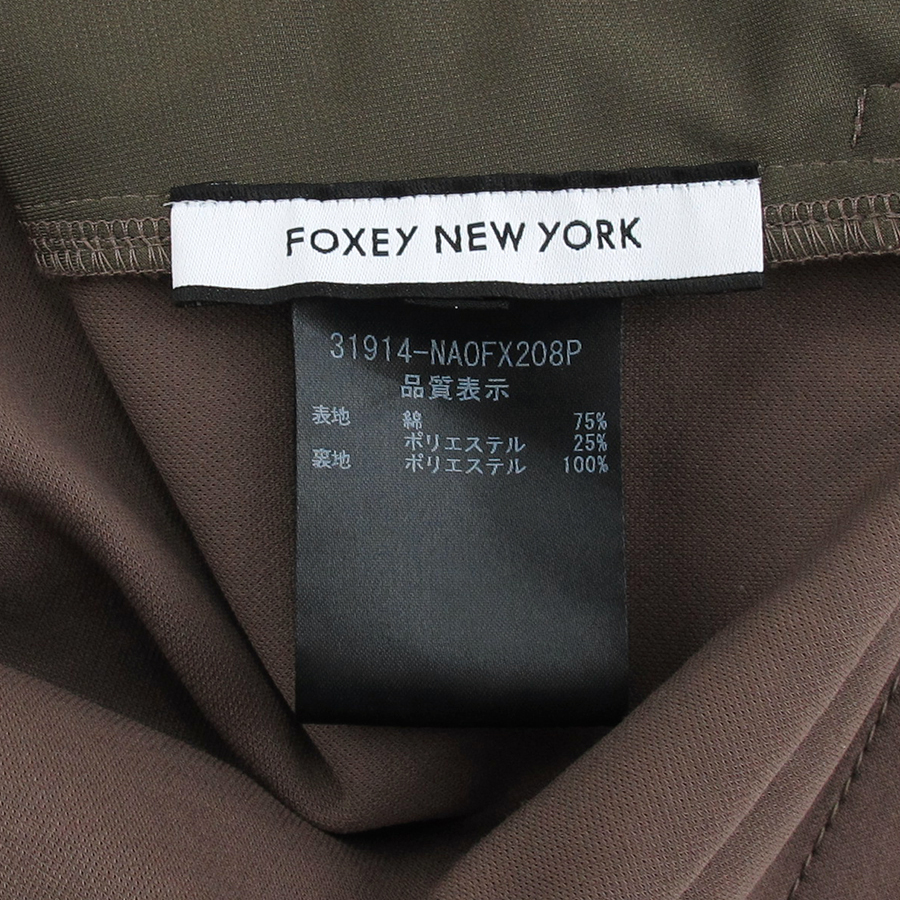 FOXEY NEW YORK
31914-NAOFX208P
品質表示
表地 綿 75%
ポリエステル 25%
裏地 ポリエステル 100%